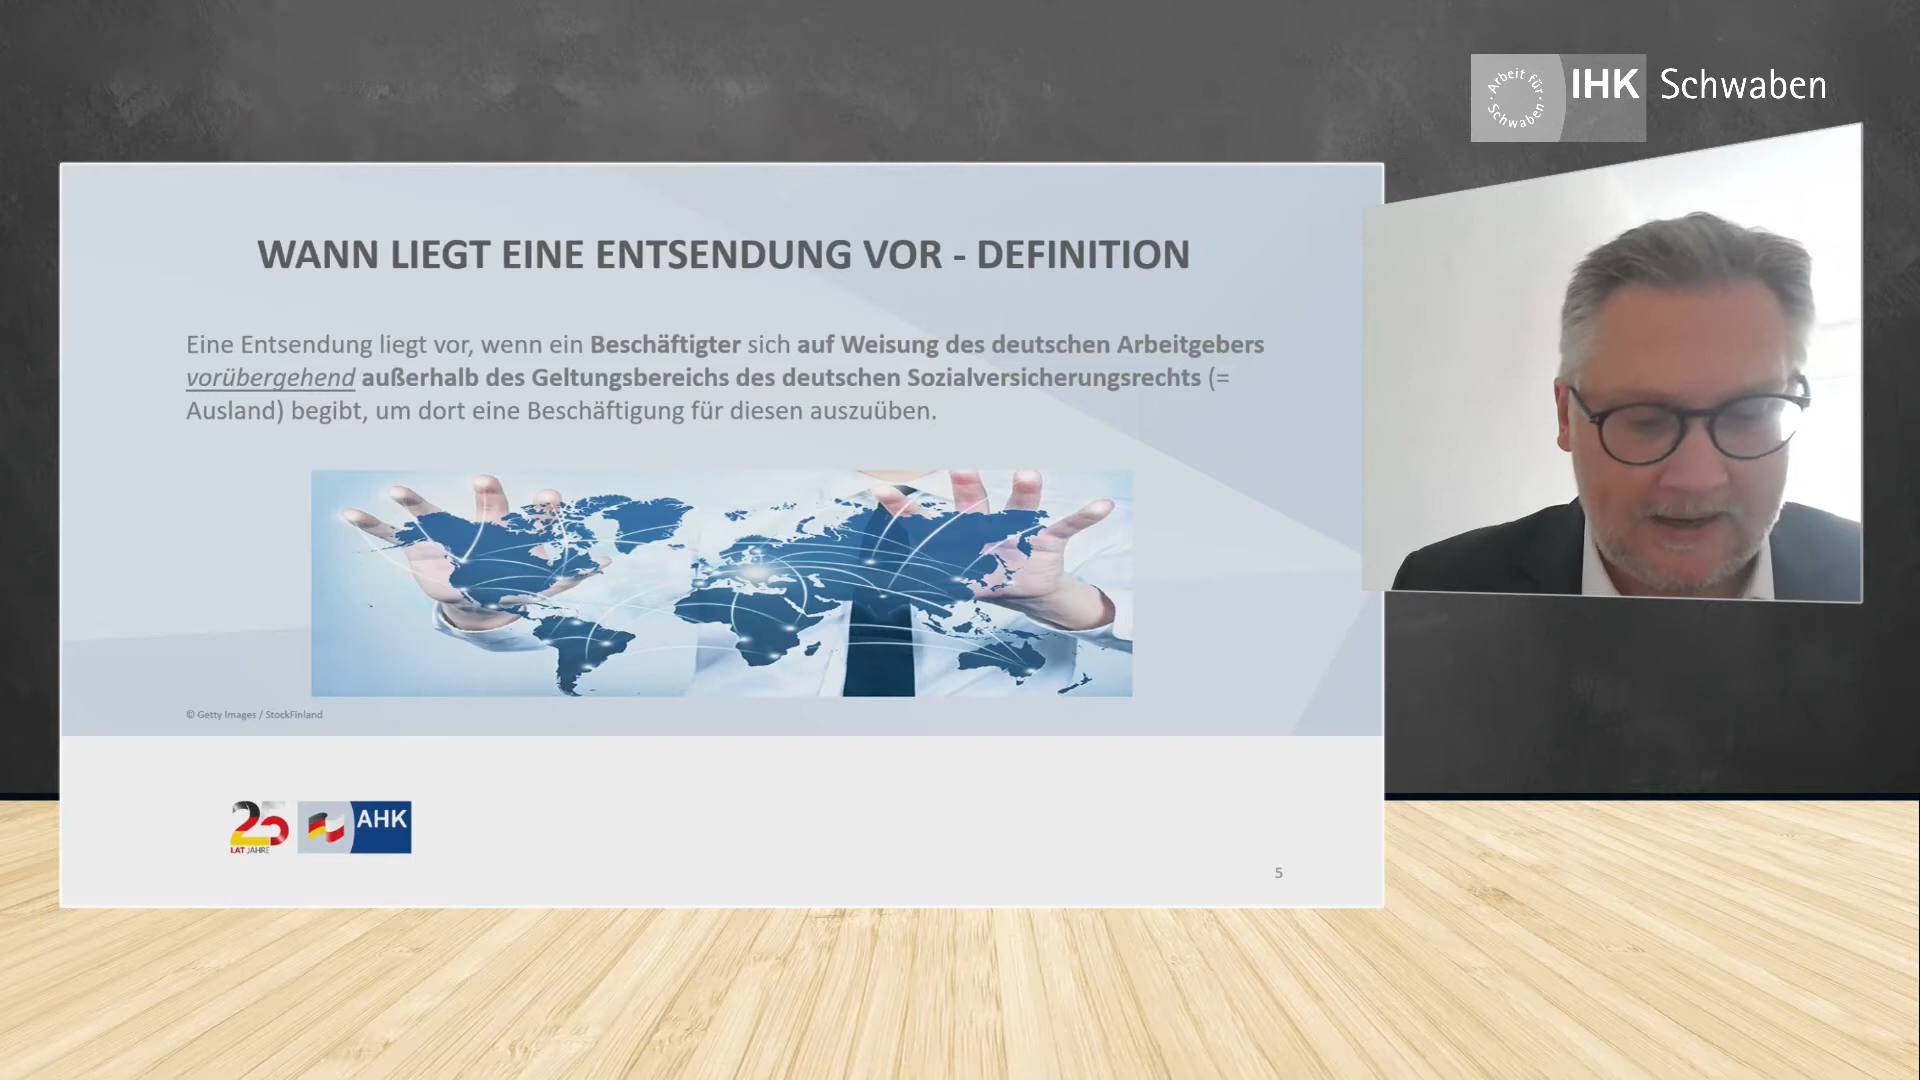 Arbeit für
Schwaben
IHK Schwaben
WANN LIEGT EINE ENTSENDUNG VOR - DEFINITION
Eine Entsendung liegt vor, wenn ein Beschäftigter sich auf Weisung des deutschen Arbeitgebers
vorübergehend außerhalb des Geltungsbereichs des deutschen Sozialversicherungsrechts (=
Ausland) begibt, um dort eine Beschäftigung für diesen auszuüben.
© Getty Images / StockFinland
25
LAT JAHRE
AHK
5